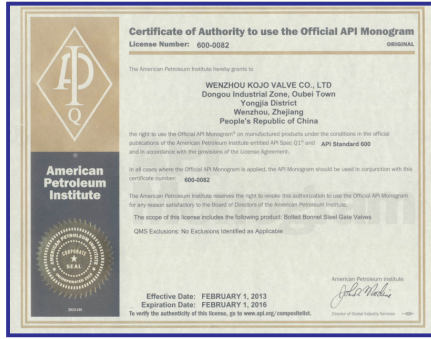 Certificate of Authority to use the Official API Monogram
License Number: 600-0082
ORIGINAL
The American Petroleum Institute hereby grants to
WENZHOU KOJO VALVE CO., LTD
Dongou Industrial Zone, Oubei Town
Yongjia District
Wenzhou, Zhejiang
People's Republic of China
the right to use the Official API Monogram® on manufactured products under the conditions in the official
publications of the American Petroleum Institute entitled API Spec Q1® and API Standard 600
and in accordance with the provisions of the License Agreement.
In all cases where the Official API Monogram is applied, the API Monogram should be used in conjunction with this
certificate number: 600-0082
The American Petroleum Institute reserves the right to revoke this authorization to use the Official API Monogram
for any reason satisfactory to the Board of Directors of the American Petroleum Institute.
The scope of this license includes the following product: Bolted Bonnet Steel Gate Valves
QMS Exclusions: No Exclusions Identified as Applicable
American Petroleum Institute
Effective Date: FEBRUARY 1, 2013
Expiration Date: FEBRUARY 1, 2016
To verify the authenticity of this license, go to www.api.org/compositelist.
Director of Global Industry Services
Q
®
American
Petroleum
Institute
CORPORATE
SEAL